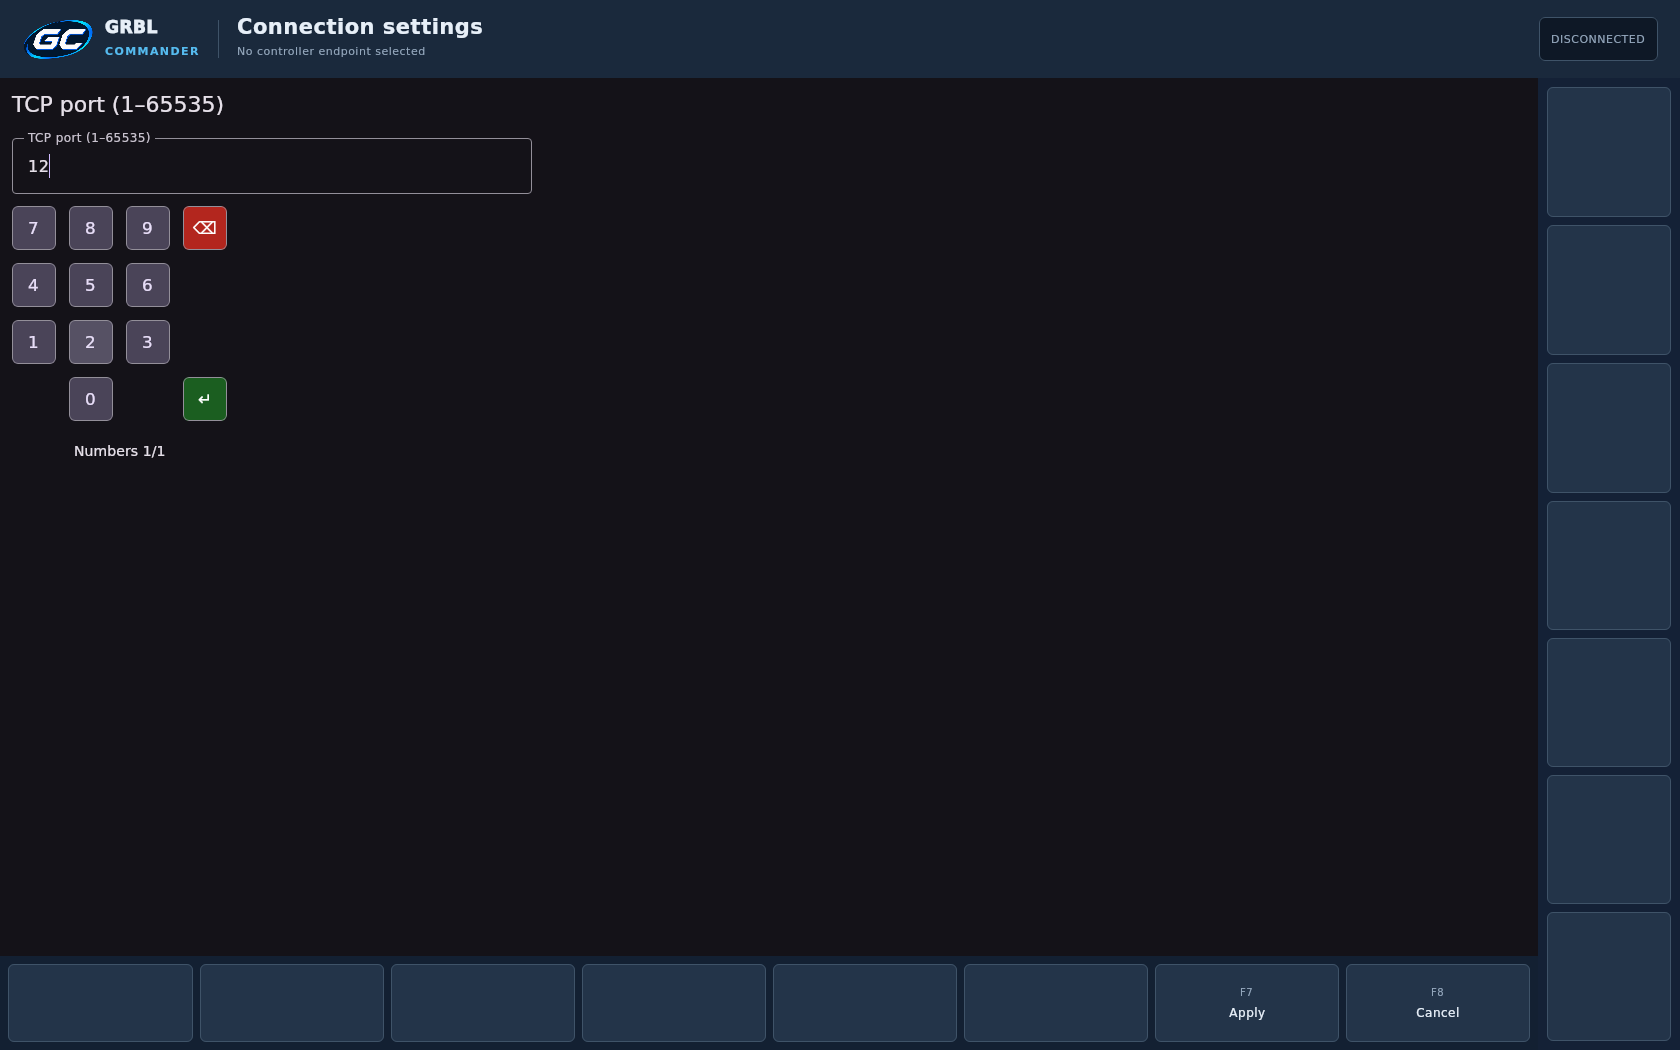 GC
GRBL
COMMANDER
Connection settings
No controller endpoint selected
DISCONNECTED
TCP port (1–65535)
TCP port (1–65535)
12
7 8 9 ⌫
4 5 6
1 2 3
0 ↵
Numbers 1/1
F7
Apply
F8
Cancel